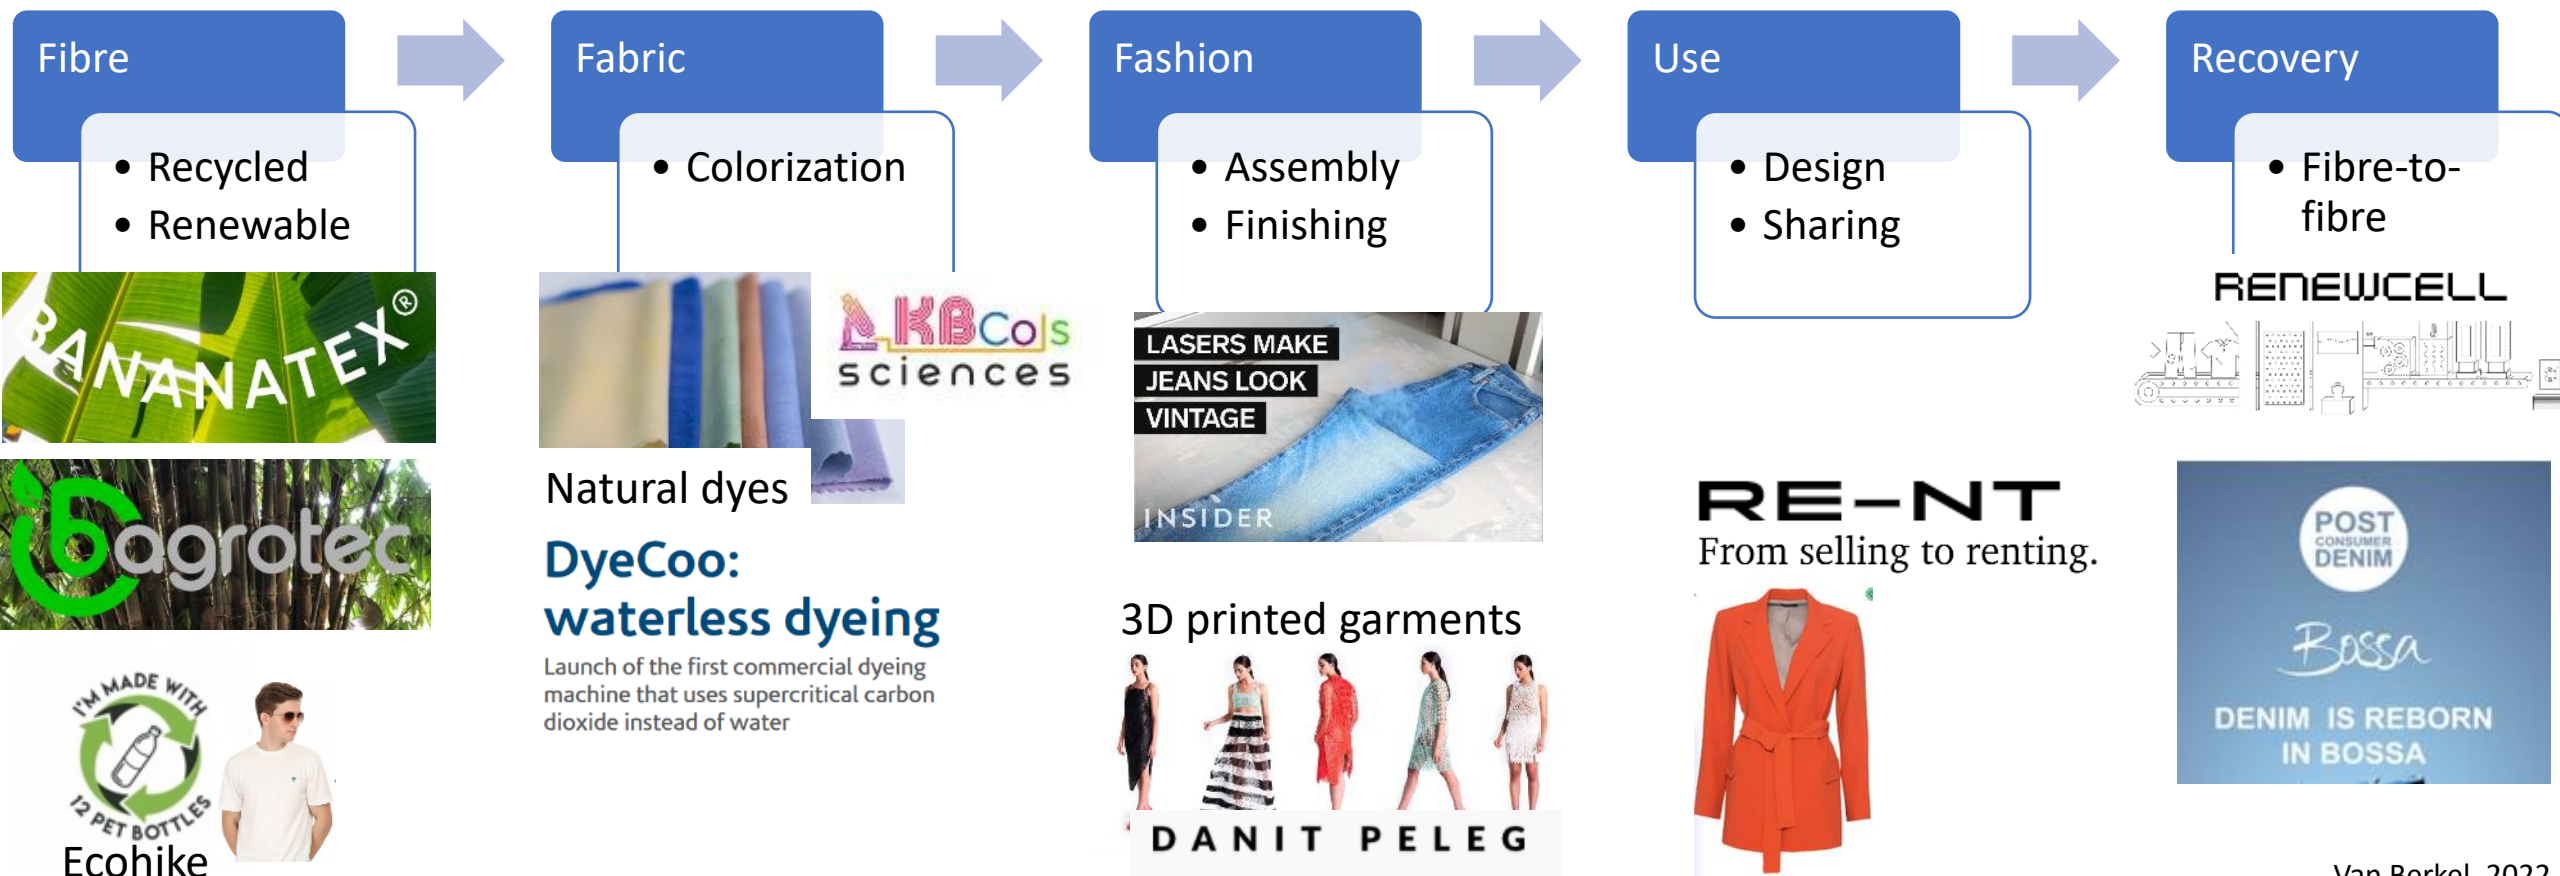 Fibre
• Recycled
• Renewable
BANANATEX®
bagrotec
I'M MADE WITH
12 PET BOTTLES
Ecohike
Fabric
• Colorization
KBCols
sciences
Natural dyes
DyeCoo:
waterless dyeing
Launch of the first commercial dyeing
machine that uses supercritical carbon
dioxide instead of water
Fashion
• Assembly
• Finishing
LASERS MAKE
JEANS LOOK
VINTAGE
INSIDER
3D printed garments
DANIT PELEG
Use
• Design
• Sharing
RE-NT
From selling to renting.
Recovery
• Fibre-to-
fibre
RENEWCELL
POST
CONSUMER
DENIM
Bossa
DENIM IS REBORN
IN BOSSA
Van Berkel, 2022